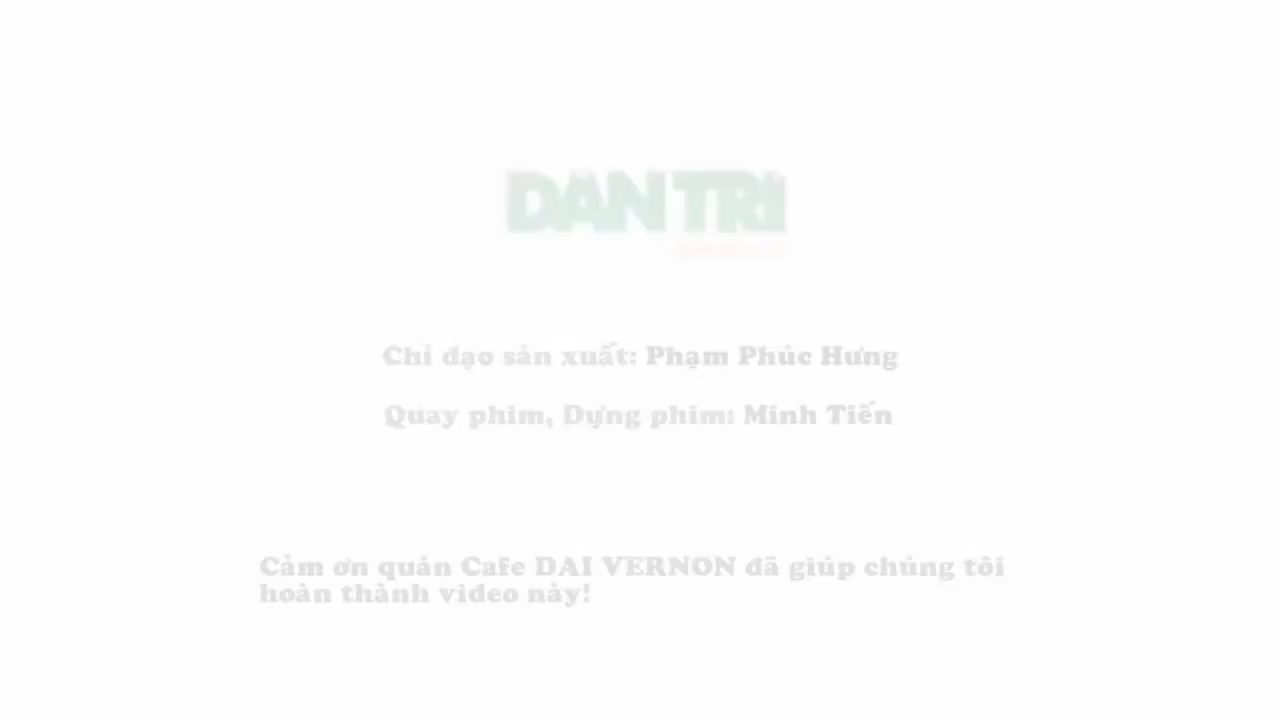 DÂN TRÍ
Chỉ đạo sản xuất: Phạm Phúc Hưng
Quay phim, Dựng phim: Minh Tiến
Cảm ơn quán Cafe DAI VERNON đã giúp chúng tôi
hoàn thành video này!